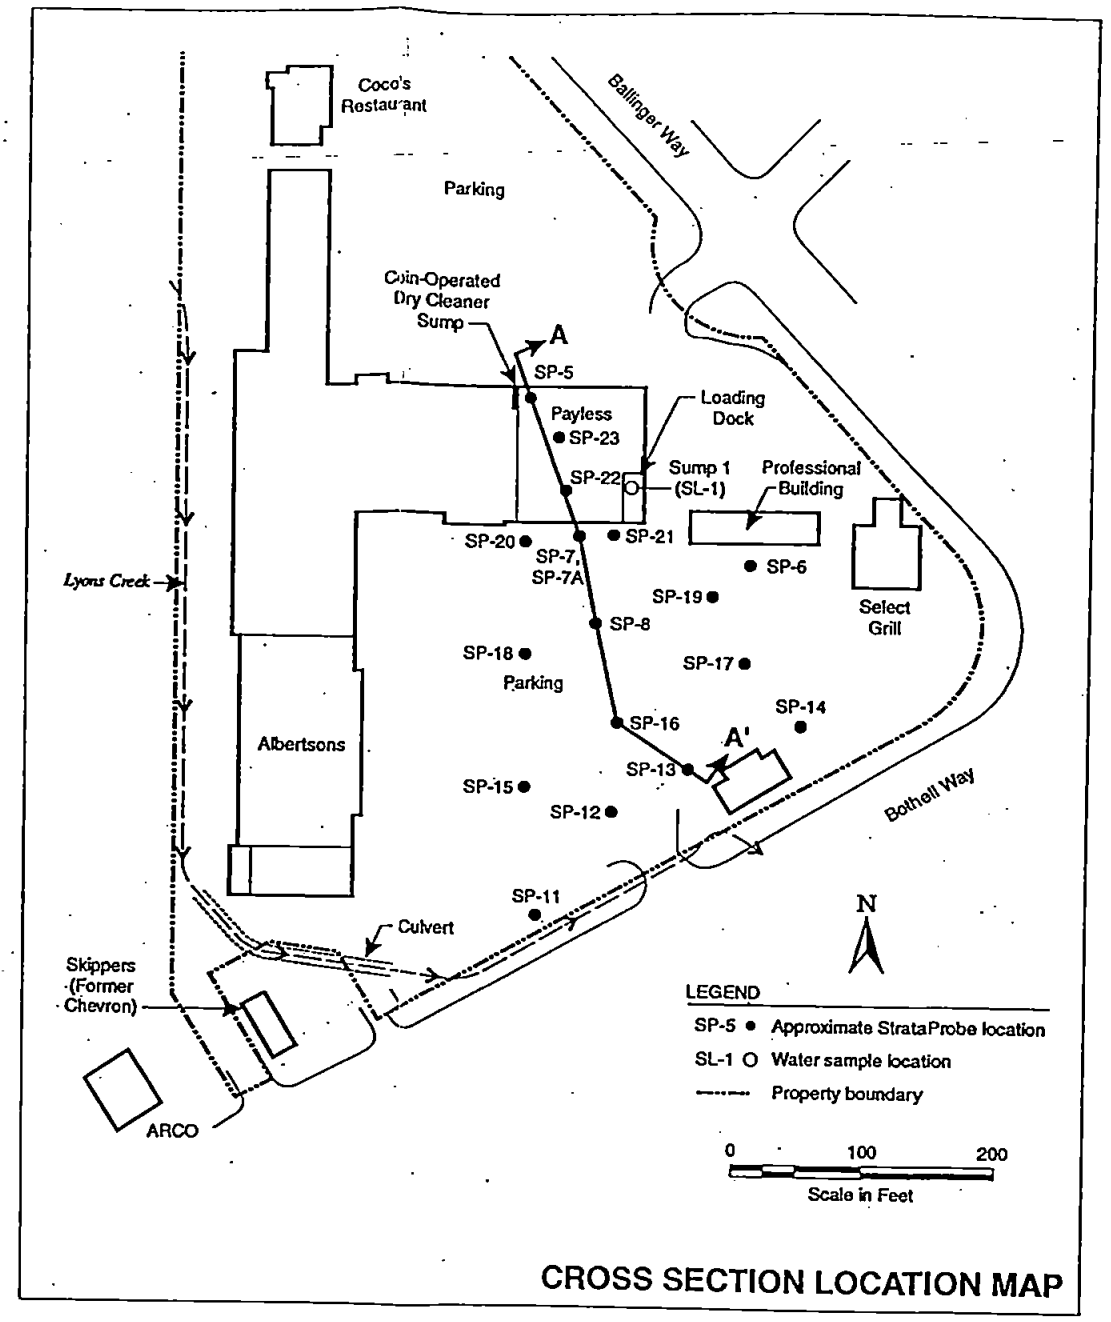 Coco's
Restaurant
Ballinger Way
Parking
Coin-Operated
Dry Cleaner
Sump
A
SP-5
Payless
SP-23
SP-22
Loading
Dock
Sump 1
(SL-1)
Professional
Building
SP-20
SP-7,
SP-7A
SP-21
SP-6
Lyons Creek
SP-19
Select
Grill
SP-8
SP-18
Parking
SP-17
SP-14
SP-16
A'
Albertsons
SP-13
SP-15
SP-12
Bothell Way
SP-11
Culvert
N
Skippers
(Former
Chevron)
ARCO
LEGEND
SP-5 Approximate StrataProbe location
SL-1 Water sample location
Property boundary
0 100 200
Scale in Feet
CROSS SECTION LOCATION MAP